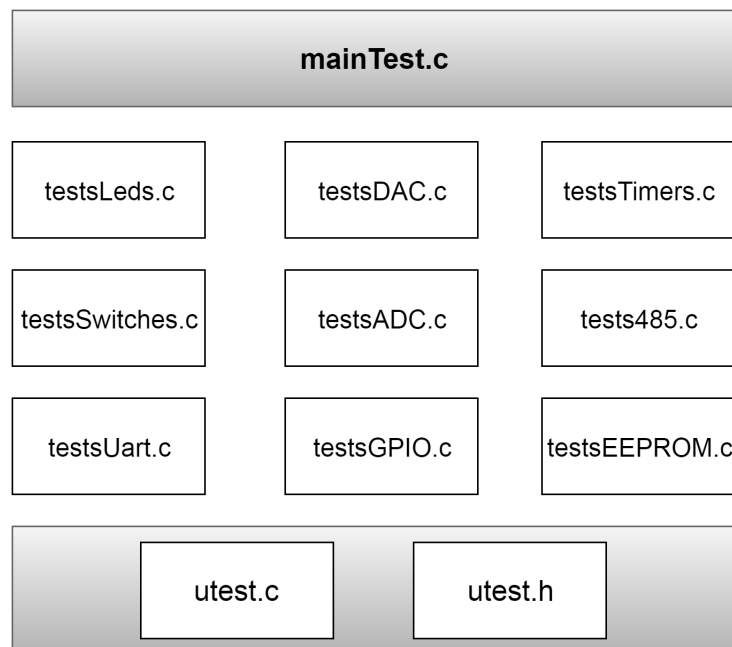 mainTest.c
testsLeds.c
testsDAC.c
testsTimers.c
testsSwitches.c
testsADC.c
tests485.c
testsUart.c
testsGPIO.c
testsEEPROM.c
utest.c
utest.h